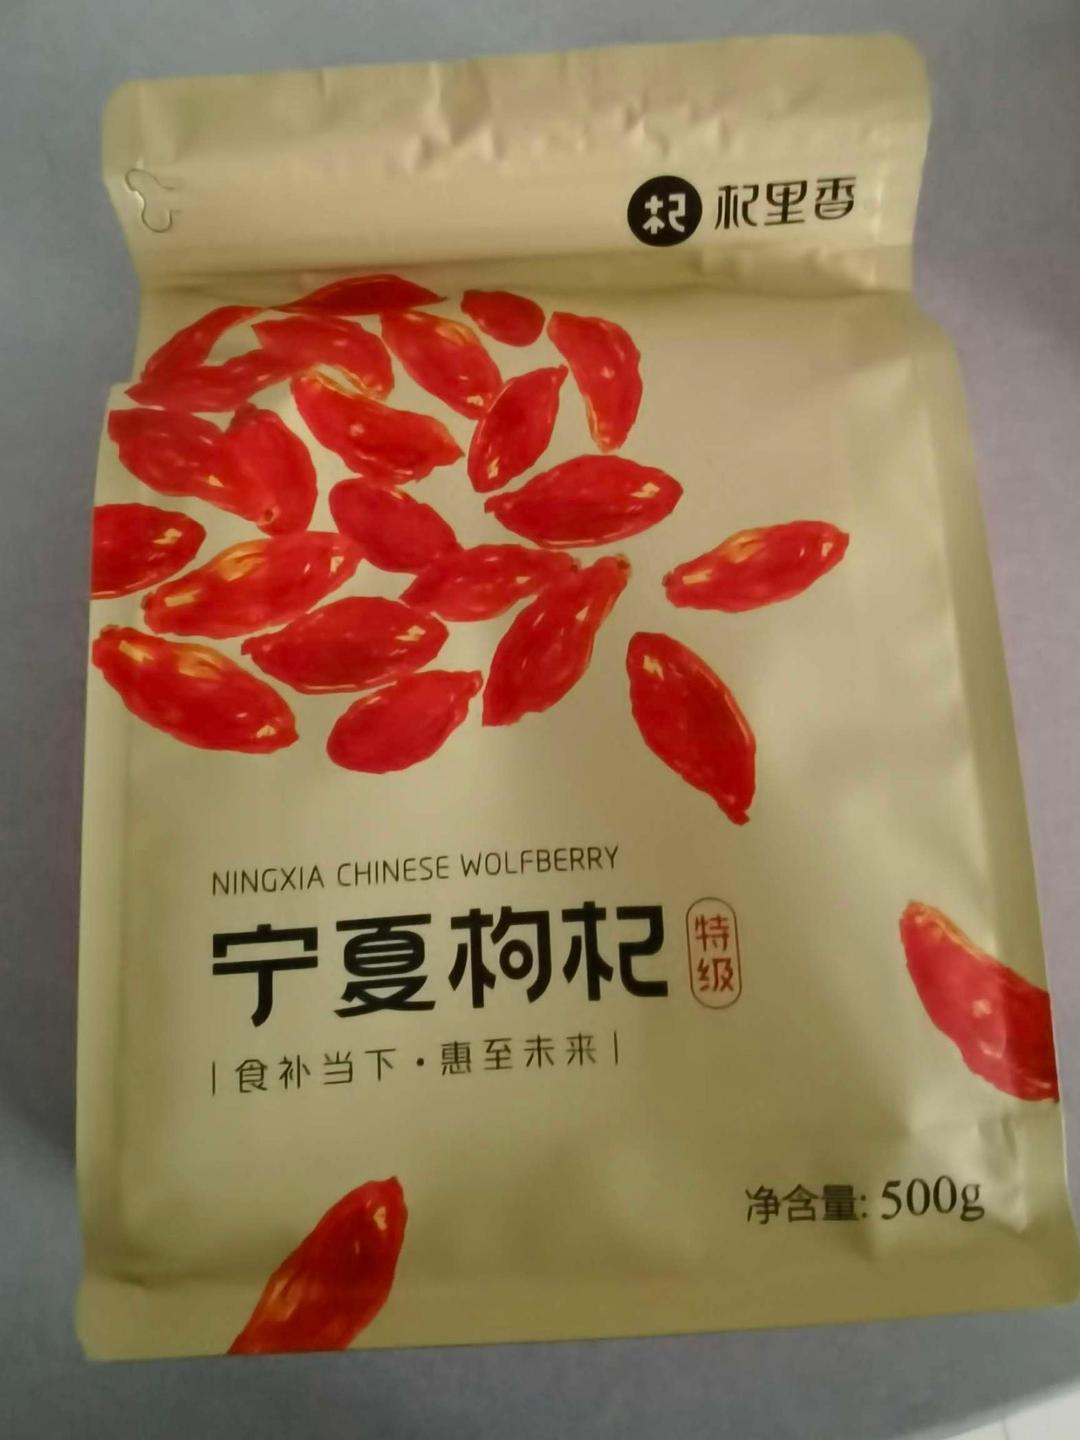 杞 杞里香
NINGXIA CHINESE WOLFBERRY
宁夏枸杞 特级
|食补当下·惠至未来|
净含量: 500g